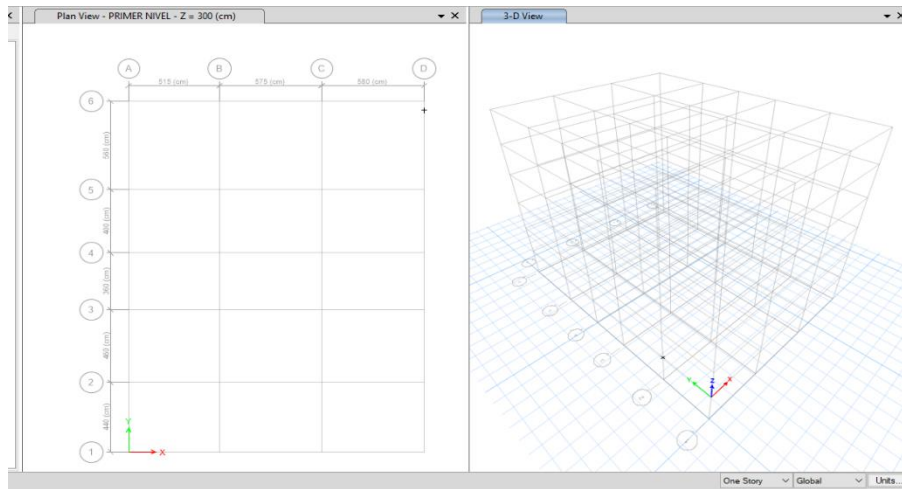 Plan View - PRIMER NIVEL - Z = 300 (cm)
3-D View
A B C D
515 (cm) 575 (cm) 580 (cm)
6
5
400 (cm)
4
360 (cm)
3
460 (cm)
2
440 (cm)
1
Y
X
Y Z X
One Story Global Units...